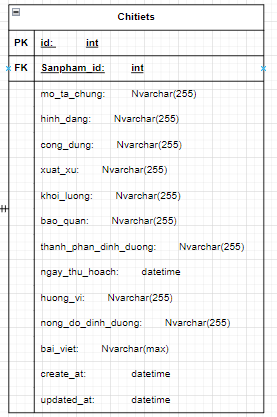 Chitiets
PK id: int
FK Sanpham_id: int
mo_ta_chung: Nvarchar(255)
hinh_dang: Nvarchar(255)
cong_dung: Nvarchar(255)
xuat_xu: Nvarchar(255)
khoi_luong: Nvarchar(255)
bao_quan: Nvarchar(255)
thanh_phan_dinh_duong: Nvarchar(255)
ngay_thu_hoach: datetime
huong_vi: Nvarchar(255)
nong_do_dinh_duong: Nvarchar(255)
bai_viet: Nvarchar(max)
create_at: datetime
updated_at: datetime